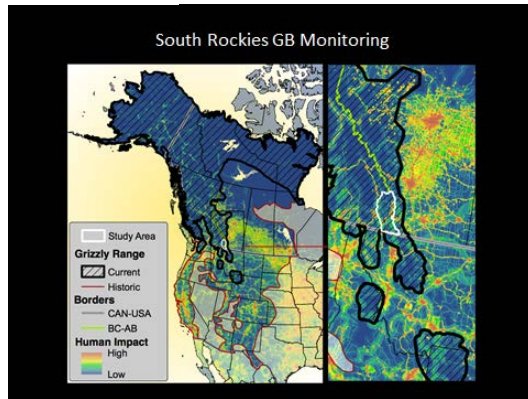 South Rockies GB Monitoring
Study Area
Grizzly Range
Current
Historic
Borders
CAN-USA
BC-AB
Human Impact
High
Low